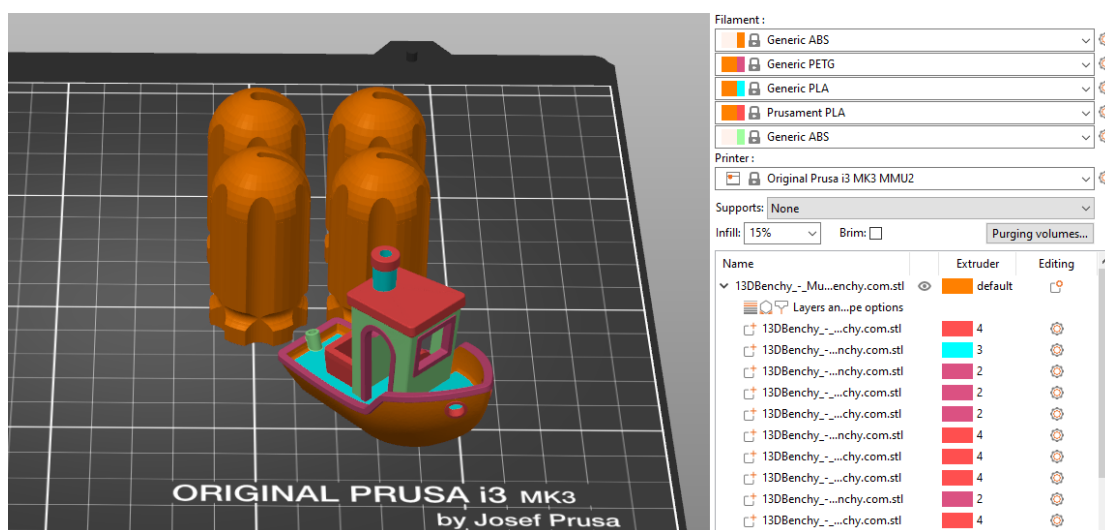 Filament :
Generic ABS
Generic PETG
Generic PLA
Prusament PLA
Generic ABS
Printer :
Original Prusa i3 MK3 MMU2
Supports: None
Infill: 15% Brim: Purging volumes...
Name Extruder Editing
13DBenchy_-_Mu...enchy.com.stl default
Layers an...pe options
13DBenchy_-_...chy.com.stl 4
13DBenchy_-...nchy.com.stl 3
13DBenchy_-...nchy.com.stl 2
13DBenchy_-_...chy.com.stl 2
13DBenchy_-_...chy.com.stl 2
13DBenchy_-...nchy.com.stl 4
13DBenchy_-_...chy.com.stl 4
13DBenchy_-_...chy.com.stl 4
13DBenchy_-...nchy.com.stl 2
13DBenchy_-_...chy.com.stl 4
ORIGINAL PRUSA i3 MK3
by Josef Prusa